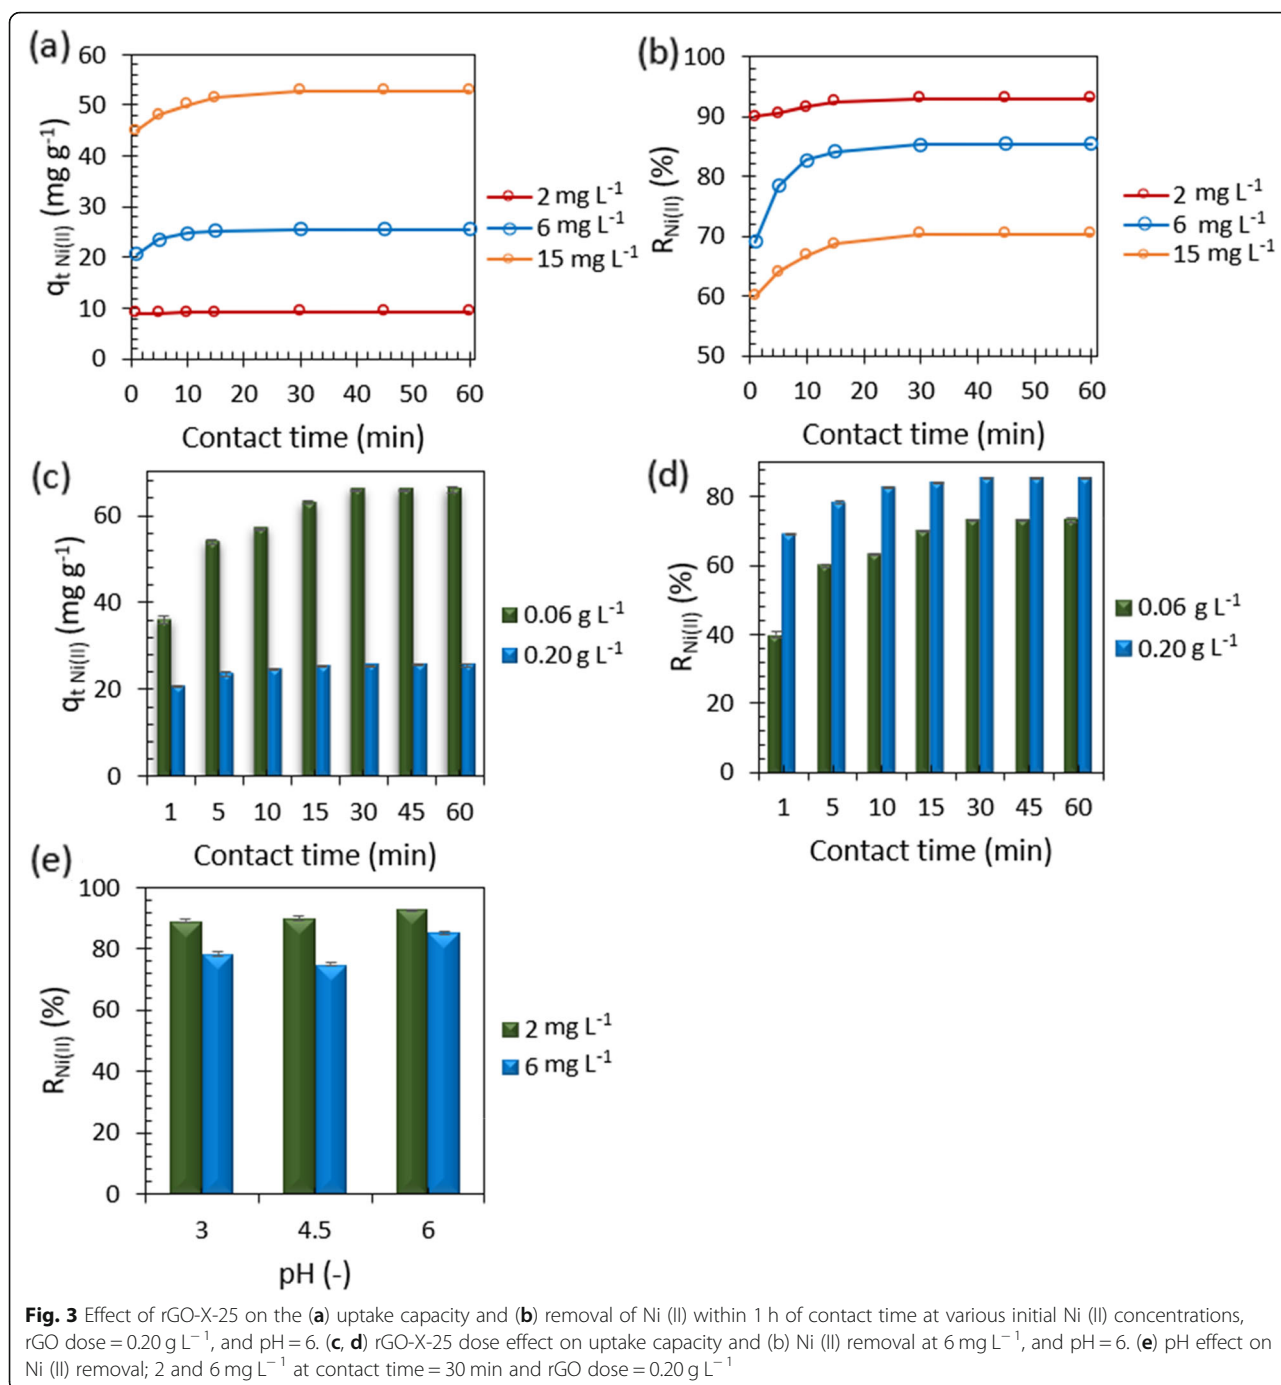 (a)
60
50
40
30
20
10
0
q t Ni(II) (mg g-1)
0 10 20 30 40 50 60
Contact time (min)
2 mg L-1
6 mg L-1
15 mg L-1
(b)
100
90
80
70
60
50
R Ni(II) (%)
0 10 20 30 40 50 60
Contact time (min)
2 mg L-1
6 mg L-1
15 mg L-1
(c)
60
40
20
0
q t Ni(II) (mg g-1)
1 5 10 15 30 45 60
Contact time (min)
0.06 g L-1
0.20 g L-1
(d)
80
60
40
20
0
R Ni(II) (%)
1 5 10 15 30 45 60
Contact time (min)
0.06 g L-1
0.20 g L-1
(e)
100
80
60
40
20
0
R Ni(II) (%)
3 4.5 6
pH (-)
2 mg L-1
6 mg L-1
Fig. 3 Effect of rGO-X-25 on the (a) uptake capacity and (b) removal of Ni (II) within 1 h of contact time at various initial Ni (II) concentrations,
rGO dose = 0.20 g L− 1, and pH = 6. (c, d) rGO-X-25 dose effect on uptake capacity and (b) Ni (II) removal at 6 mg L− 1, and pH = 6. (e) pH effect on
Ni (II) removal; 2 and 6 mg L− 1 at contact time = 30 min and rGO dose = 0.20 g L− 1